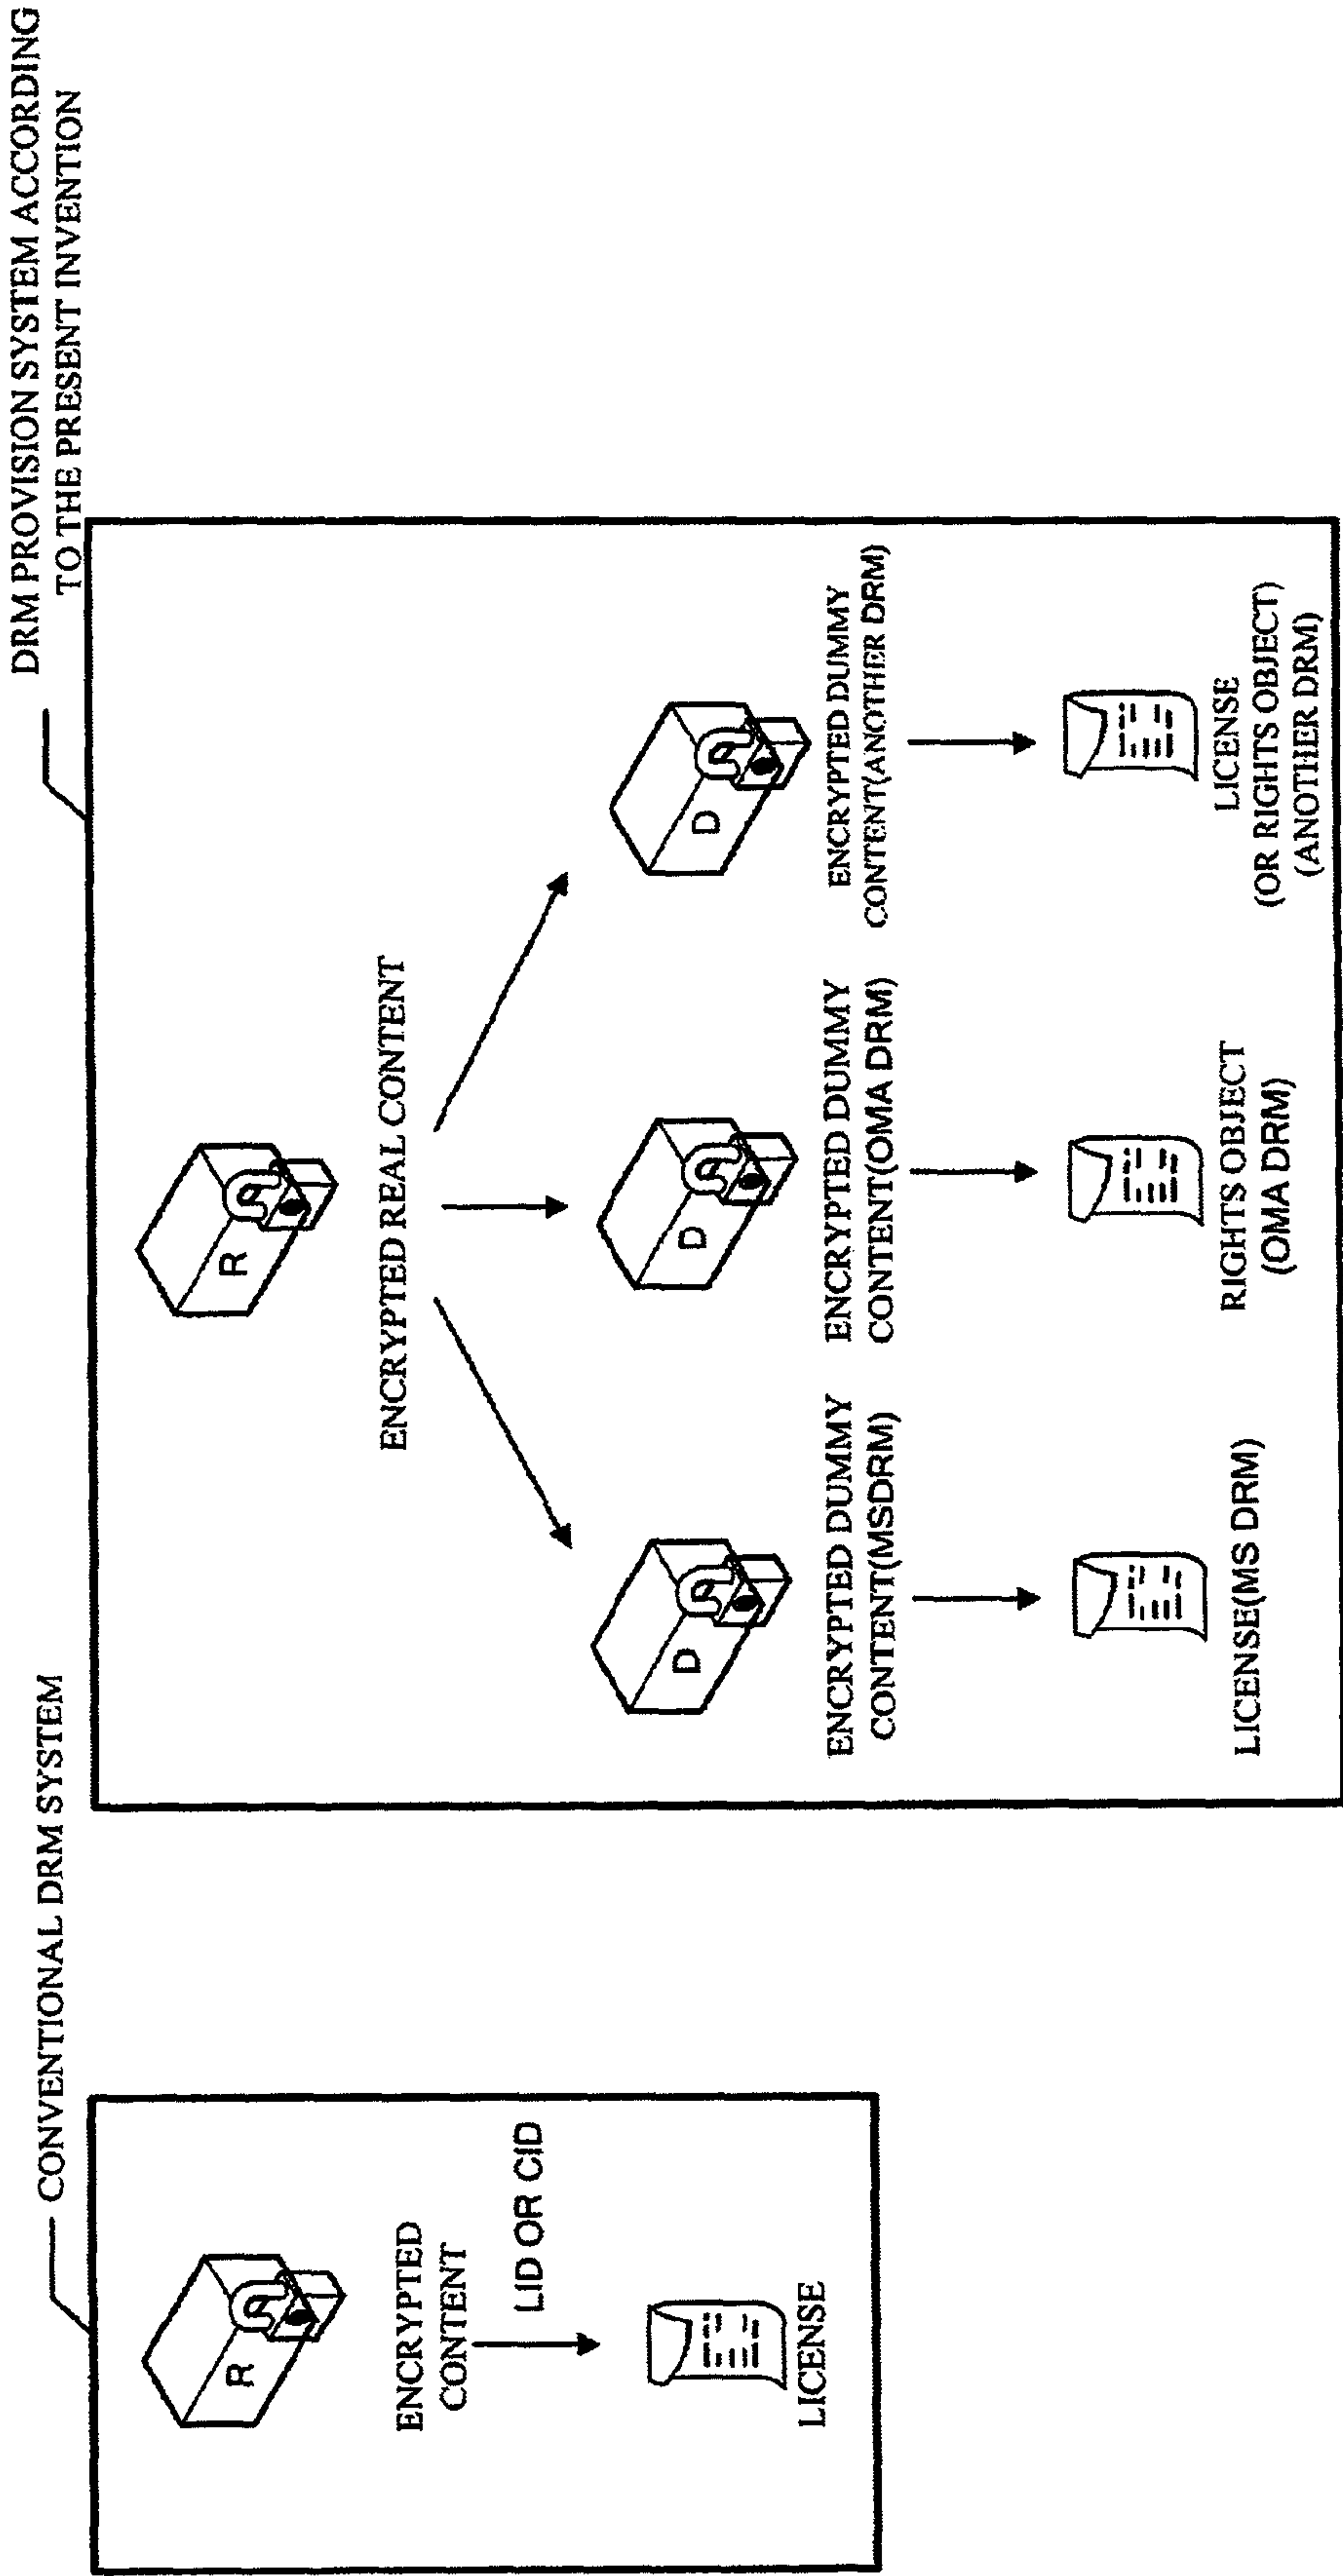 CONVENTIONAL DRM SYSTEM
R
ENCRYPTED
CONTENT
LID OR CID
LICENSE
DRM PROVISION SYSTEM ACCORDING
TO THE PRESENT INVENTION
R
ENCRYPTED REAL CONTENT
D
ENCRYPTED DUMMY
CONTENT(MSDRM)
LICENSE(MS DRM)
D
ENCRYPTED DUMMY
CONTENT(OMA DRM)
RIGHTS OBJECT
(OMA DRM)
D
ENCRYPTED DUMMY
CONTENT(ANOTHER DRM)
LICENSE
(OR RIGHTS OBJECT)
(ANOTHER DRM)